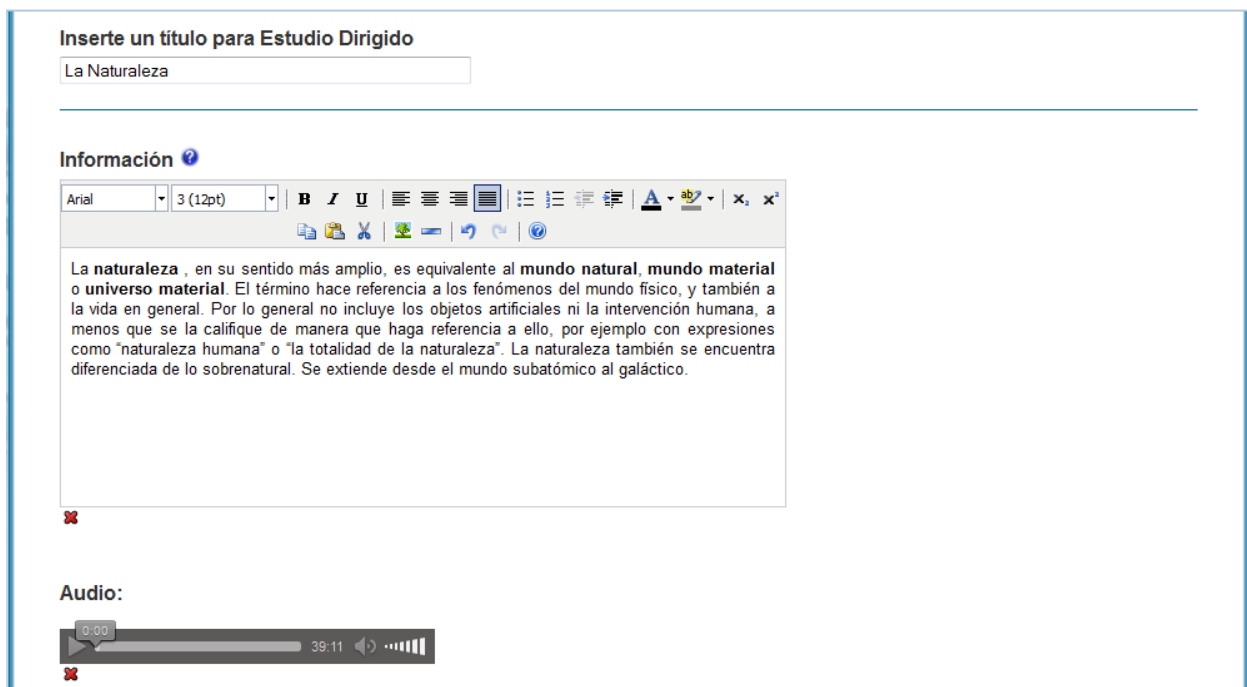 Inserte un título para Estudio Dirigido
La Naturaleza
Información
Arial 3 (12pt) B I U A ab x₂ x²
La naturaleza , en su sentido más amplio, es equivalente al mundo natural, mundo material
o universo material. El término hace referencia a los fenómenos del mundo físico, y también a
la vida en general. Por lo general no incluye los objetos artificiales ni la intervención humana, a
menos que se la califique de manera que haga referencia a ello, por ejemplo con expresiones
como “naturaleza humana” o “la totalidad de la naturaleza”. La naturaleza también se encuentra
diferenciada de lo sobrenatural. Se extiende desde el mundo subatómico al galáctico.
Audio:
0:00
39:11